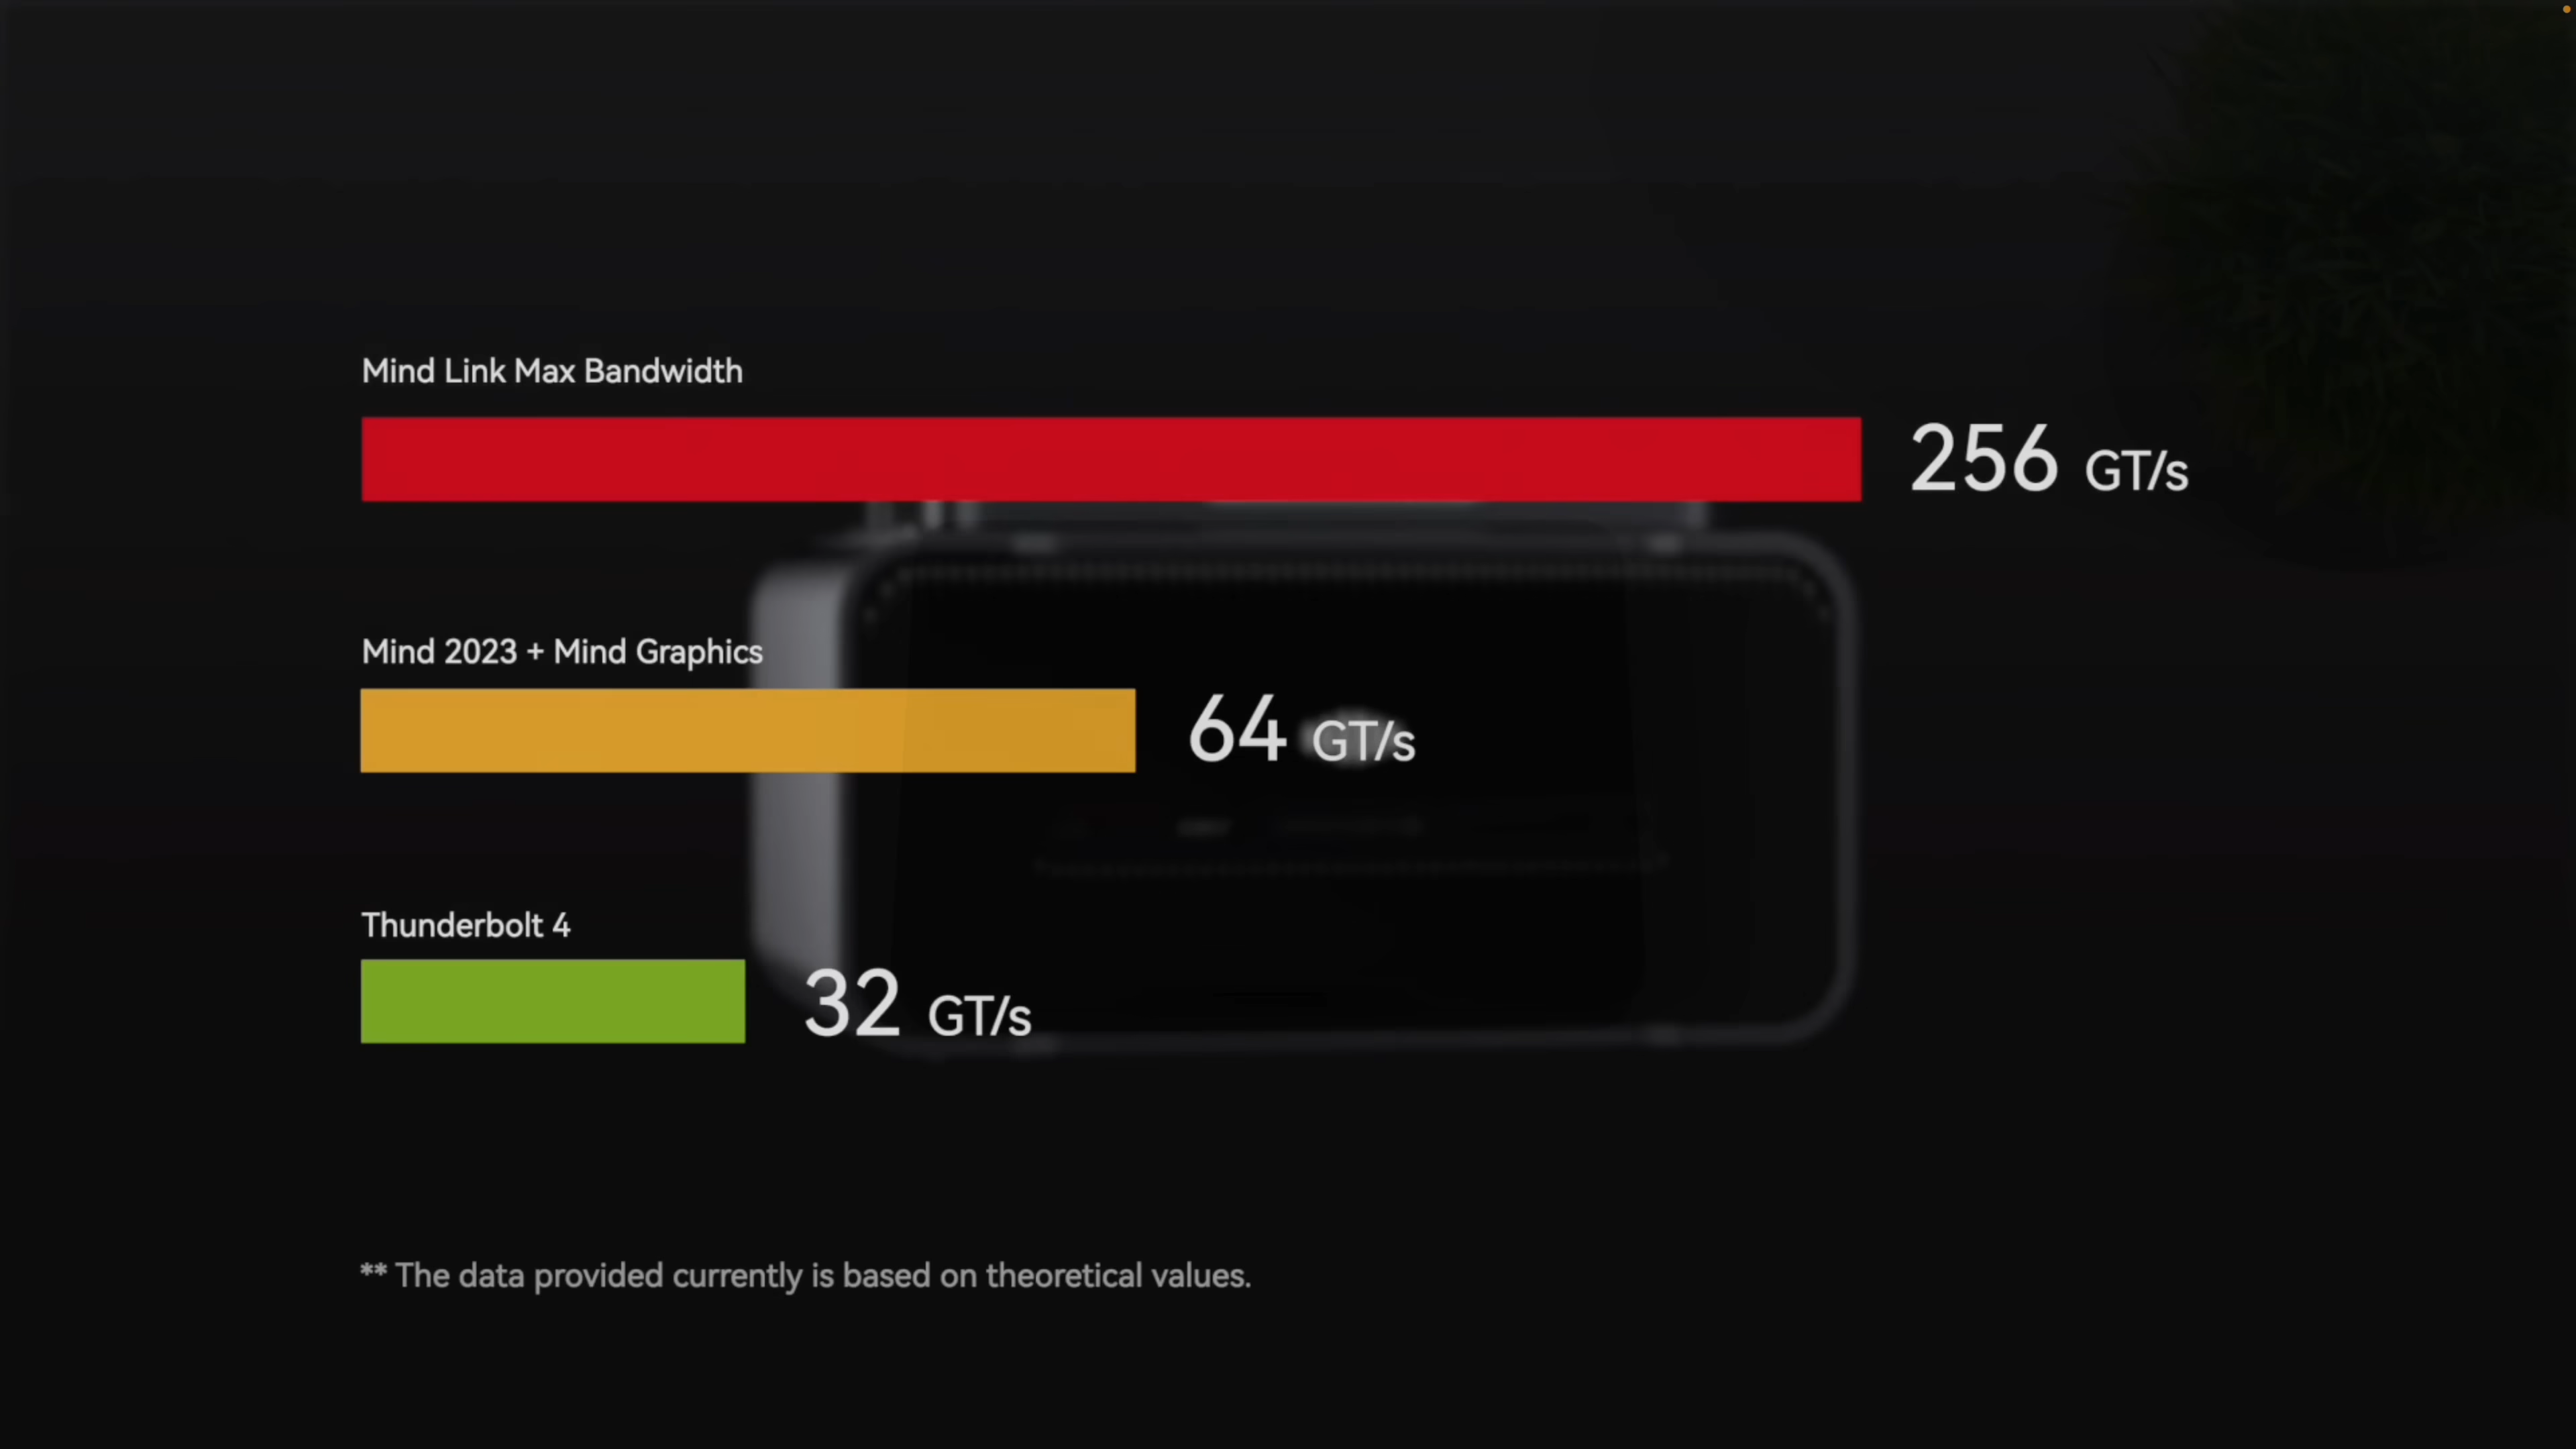 Mind Link Max Bandwidth
256 GT/s
Mind 2023 + Mind Graphics
64 GT/s
Thunderbolt 4
32 GT/s
** The data provided currently is based on theoretical values.